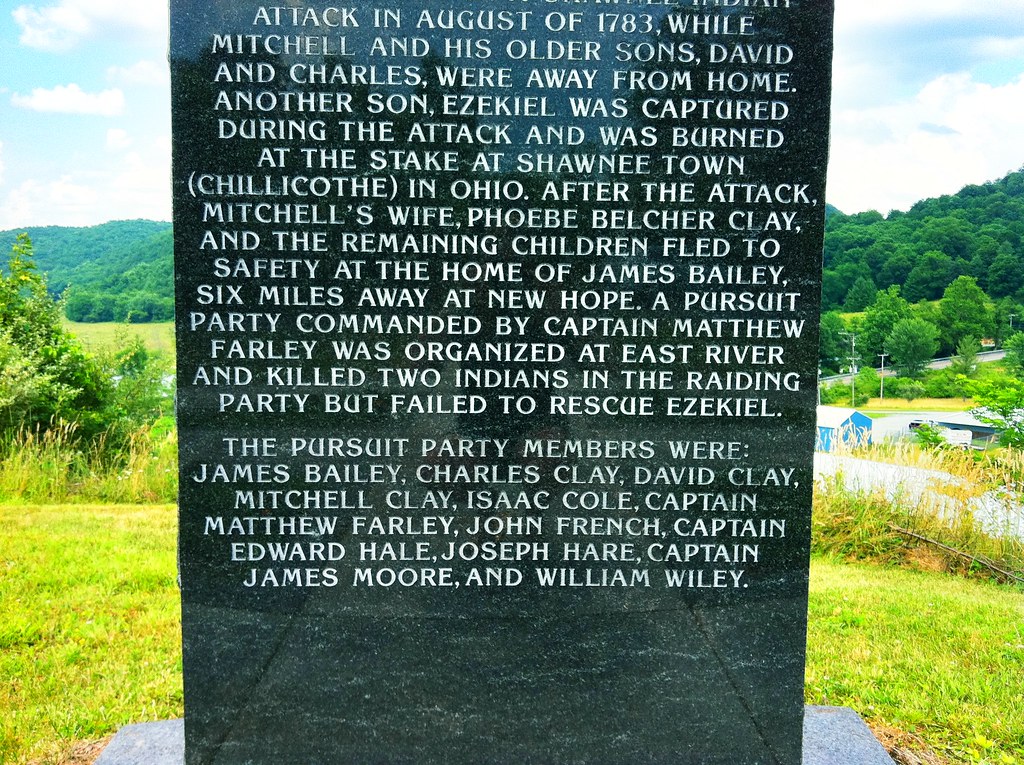 SHAWNEE INDIAN
ATTACK IN AUGUST OF 1783, WHILE
MITCHELL AND HIS OLDER SONS, DAVID
AND CHARLES, WERE AWAY FROM HOME.
ANOTHER SON, EZEKIEL WAS CAPTURED
DURING THE ATTACK AND WAS BURNED
AT THE STAKE AT SHAWNEE TOWN
(CHILLICOTHE) IN OHIO. AFTER THE ATTACK,
MITCHELL'S WIFE, PHOEBE BELCHER CLAY,
AND THE REMAINING CHILDREN FLED TO
SAFETY AT THE HOME OF JAMES BAILEY,
SIX MILES AWAY AT NEW HOPE. A PURSUIT
PARTY COMMANDED BY CAPTAIN MATTHEW
FARLEY WAS ORGANIZED AT EAST RIVER
AND KILLED TWO INDIANS IN THE RAIDING
PARTY BUT FAILED TO RESCUE EZEKIEL.
THE PURSUIT PARTY MEMBERS WERE:
JAMES BAILEY, CHARLES CLAY, DAVID CLAY,
MITCHELL CLAY, ISAAC COLE, CAPTAIN
MATTHEW FARLEY, JOHN FRENCH, CAPTAIN
EDWARD HALE, JOSEPH HARE, CAPTAIN
JAMES MOORE, AND WILLIAM WILEY.